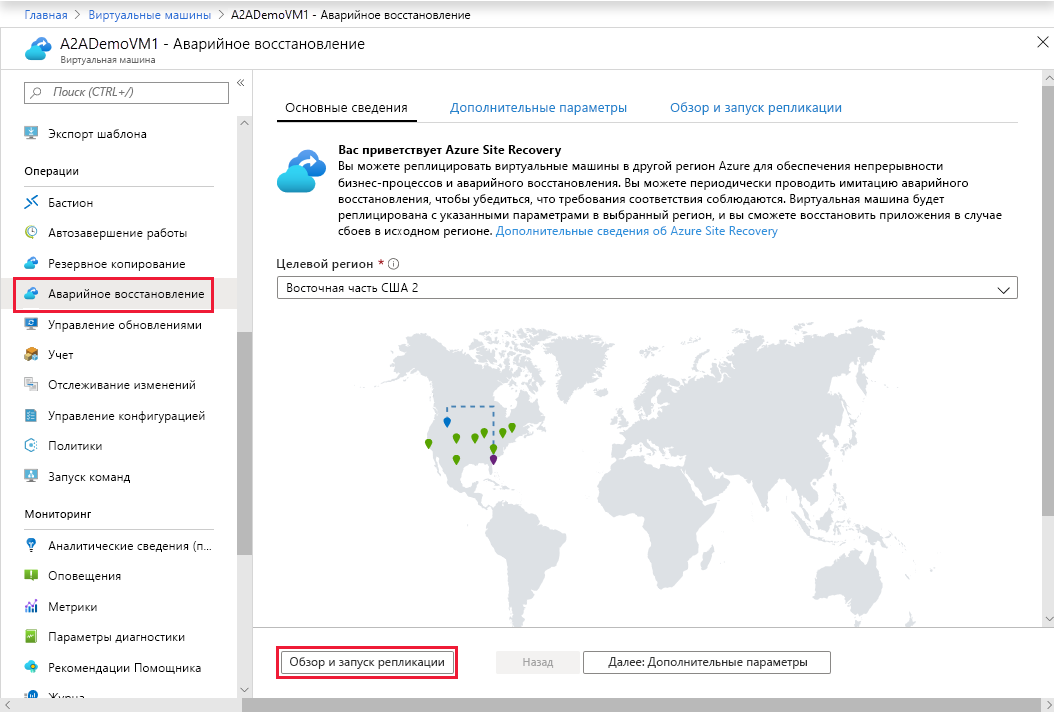 Главная > Виртуальные машины > A2ADemoVM1 - Аварийное восстановление
A2ADemoVM1 - Аварийное восстановление
Виртуальная машина
Поиск (CTRL+/)
Экспорт шаблона
Операции
Бастион
Автозавершение работы
Резервное копирование
Аварийное восстановление
Управление обновлениями
Учет
Отслеживание изменений
Управление конфигурацией
Политики
Запуск команд
Мониторинг
Аналитические сведения (п...
Оповещения
Метрики
Параметры диагностики
Рекомендации Помощника
Основные сведения
Дополнительные параметры
Обзор и запуск репликации
Вас приветствует Azure Site Recovery
Вы можете реплицировать виртуальные машины в другой регион Azure для обеспечения непрерывности
бизнес-процессов и аварийного восстановления. Вы можете периодически проводить имитацию аварийного
восстановления, чтобы убедиться, что требования соответствия соблюдаются. Виртуальная машина будет
реплицирована с указанными параметрами в выбранный регион, и вы сможете восстановить приложения в случае
сбоев в исходном регионе. Дополнительные сведения об Azure Site Recovery
Целевой регион *
Восточная часть США 2
Обзор и запуск репликации
Назад
Далее: Дополнительные параметры